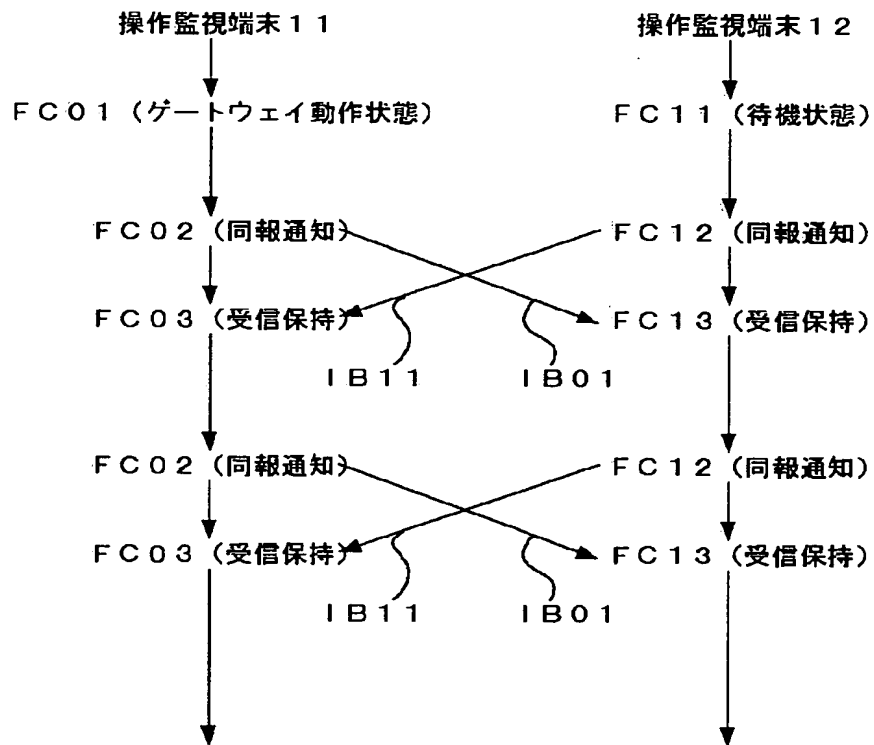 操作監視端末１１
操作監視端末１２
ＦＣ０１（ゲートウェイ動作状態）
ＦＣ１１（待機状態）
ＦＣ０２（同報通知）
ＦＣ１２（同報通知）
ＦＣ０３（受信保持）
ＦＣ１３（受信保持）
ＩＢ１１
ＩＢ０１
ＦＣ０２（同報通知）
ＦＣ１２（同報通知）
ＦＣ０３（受信保持）
ＦＣ１３（受信保持）
ＩＢ１１
ＩＢ０１